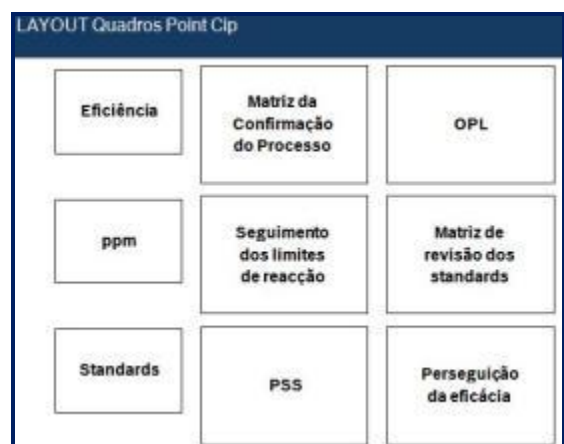 LAYOUT Quadros Point Cip
Eficiência
Matriz da
Confirmação
do Processo
OPL
ppm
Seguimento
dos limites
de reacção
Matriz de
revisão dos
standards
Standards
PSS
Perseguição
da eficácia